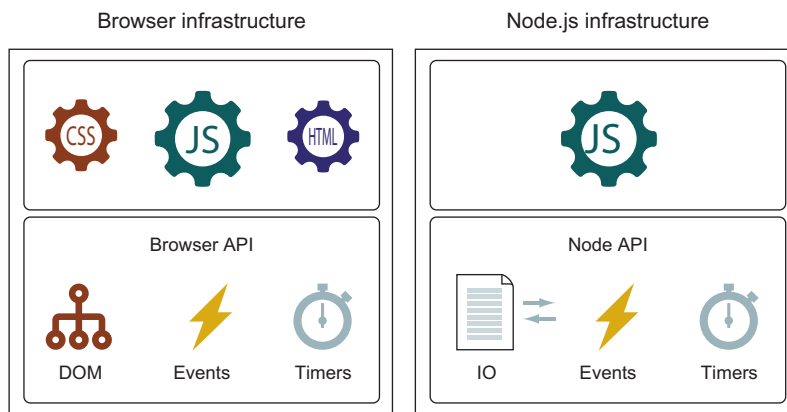 Browser infrastructure
CSS
JS
HTML
Browser API
DOM
Events
Timers
Node.js infrastructure
JS
Node API
IO
Events
Timers